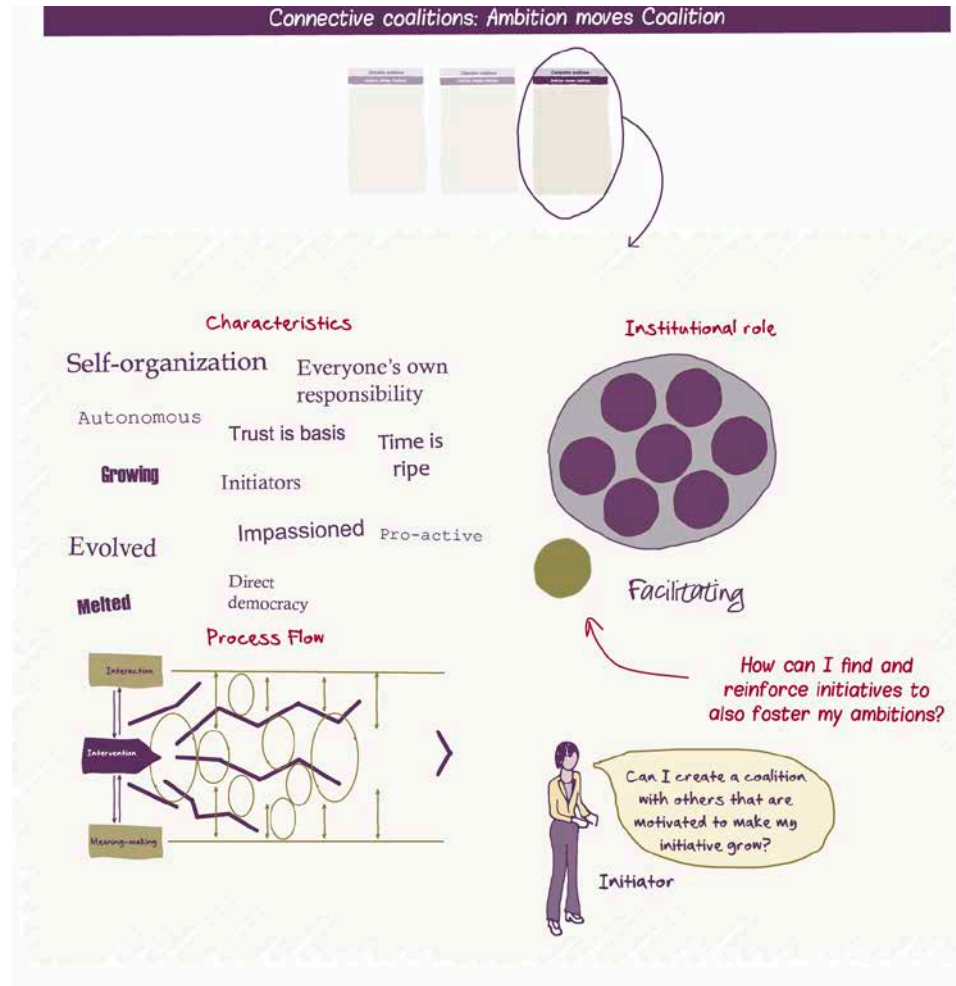 Connective coalitions: Ambition moves Coalition
Characteristics
Self-organization
Everyone's own
responsibility
Autonomous
Trust is basis
Time is
ripe
Growing
Initiators
Evolved
Impassioned
Pro-active
Melted
Direct
democracy
Institutional role
Facilitating
How can I find and
reinforce initiatives to
also foster my ambitions?
Process Flow
Interaction
Intervention
Meaning-making
Can I create a coalition
with others that are
motivated to make my
initiative grow?
Initiator